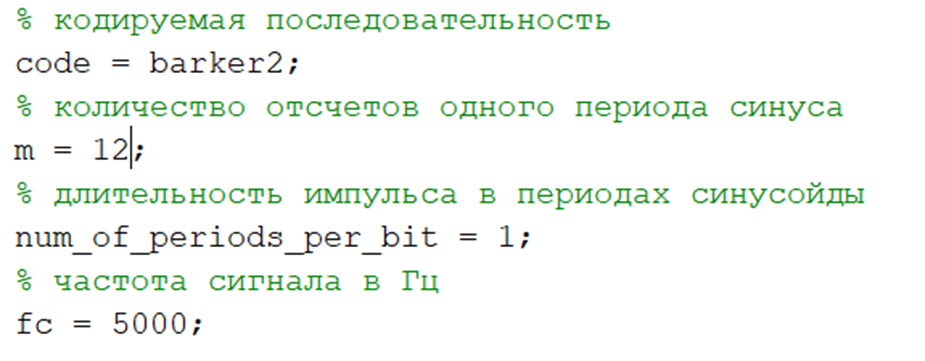 % кодируемая последовательность
code = barker2;
% количество отсчетов одного периода синуса
m = 12;
% длительность импульса в периодах синусойды
num_of_periods_per_bit = 1;
% частота сигнала в Гц
fc = 5000;